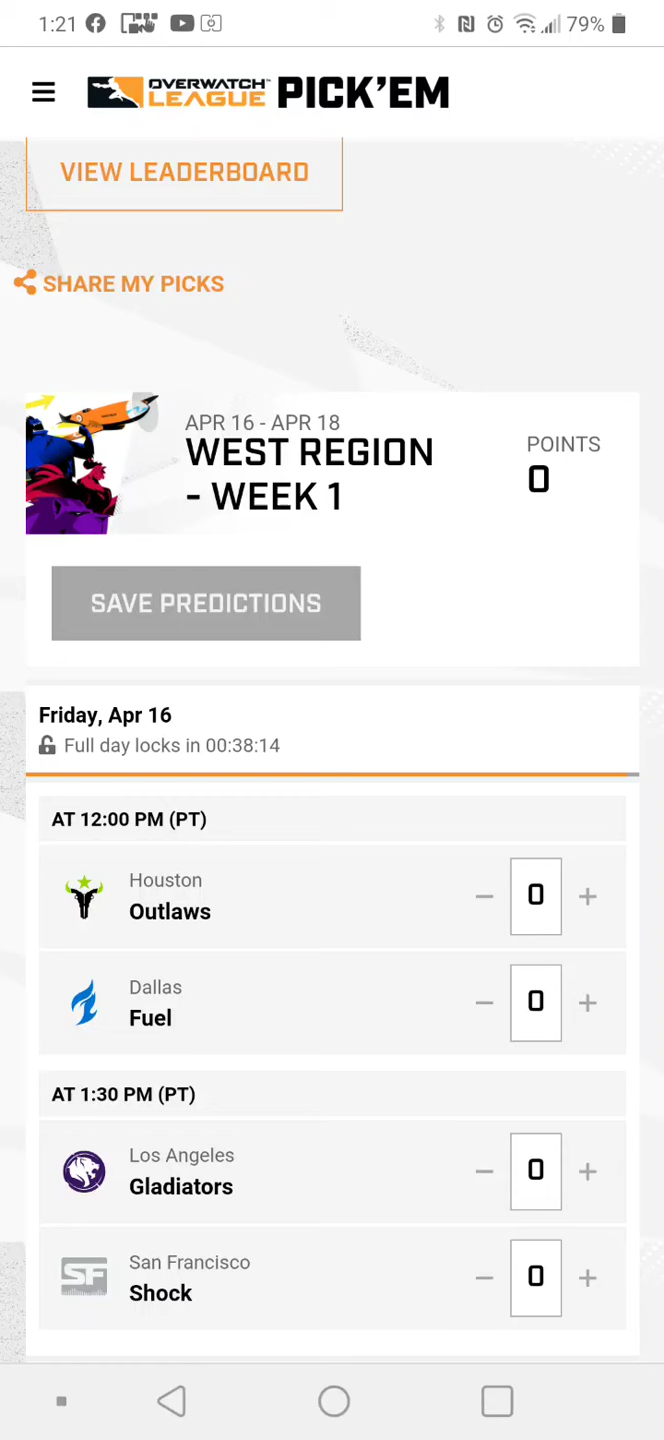 1:21 79%
OVERWATCH
LEAGUE PICK'EM
VIEW LEADERBOARD
SHARE MY PICKS
APR 16 - APR 18
WEST REGION
- WEEK 1
POINTS
0
SAVE PREDICTIONS
Friday, Apr 16
Full day locks in 00:38:14
AT 12:00 PM (PT)
Houston
Outlaws
− 0 +
Dallas
Fuel
− 0 +
AT 1:30 PM (PT)
Los Angeles
Gladiators
− 0 +
SF
San Francisco
Shock
− 0 +